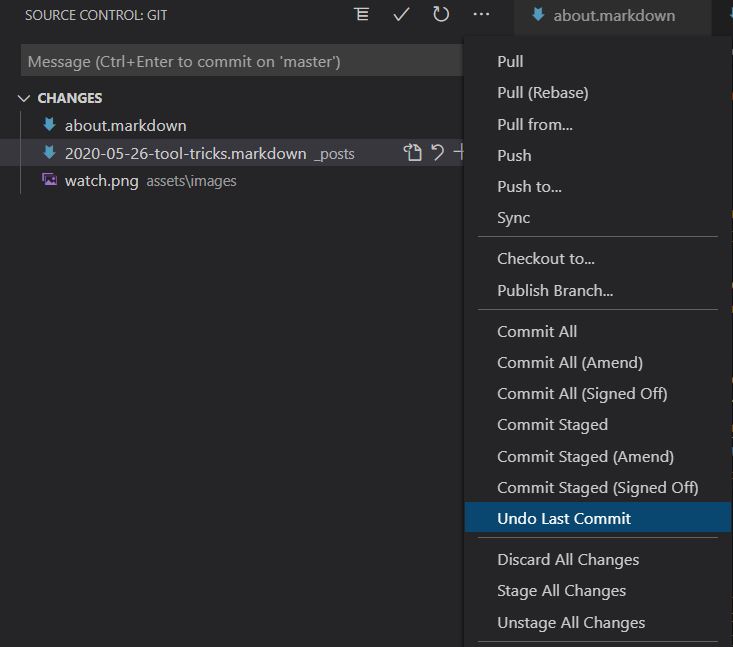 SOURCE CONTROL: GIT
about.markdown
Message (Ctrl+Enter to commit on 'master')
CHANGES
about.markdown
2020-05-26-tool-tricks.markdown _posts
watch.png assets\images
Pull
Pull (Rebase)
Pull from...
Push
Push to...
Sync
Checkout to...
Publish Branch...
Commit All
Commit All (Amend)
Commit All (Signed Off)
Commit Staged
Commit Staged (Amend)
Commit Staged (Signed Off)
Undo Last Commit
Discard All Changes
Stage All Changes
Unstage All Changes